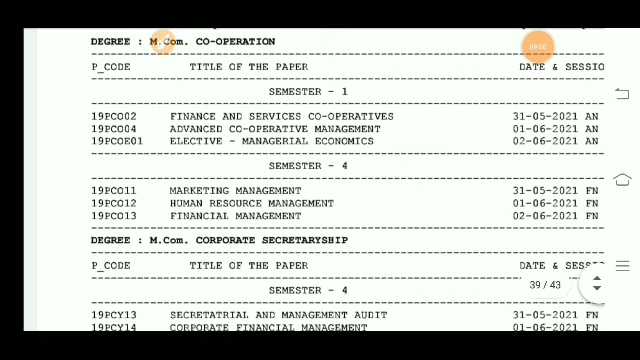 DEGREE : M.Com. CO-OPERATION
09:00
P_CODE TITLE OF THE PAPER DATE & SESSIO
SEMESTER - 1
19PCO02 FINANCE AND SERVICES CO-OPERATIVES 31-05-2021 AN
19PCO04 ADVANCED CO-OPERATIVE MANAGEMENT 01-06-2021 AN
19PCOE01 ELECTIVE - MANAGERIAL ECONOMICS 02-06-2021 AN
SEMESTER - 4
19PCO11 MARKETING MANAGEMENT 31-05-2021 FN
19PCO12 HUMAN RESOURCE MANAGEMENT 01-06-2021 FN
19PCO13 FINANCIAL MANAGEMENT 02-06-2021 FN
DEGREE : M.Com. CORPORATE SECRETARYSHIP
P_CODE TITLE OF THE PAPER DATE & SESSIO
39 / 43
SEMESTER - 4
19PCY13 SECRETATRIAL AND MANAGEMENT AUDIT 31-05-2021 FN
19PCY14 CORPORATE FINANCIAL MANAGEMENT 01-06-2021 FN